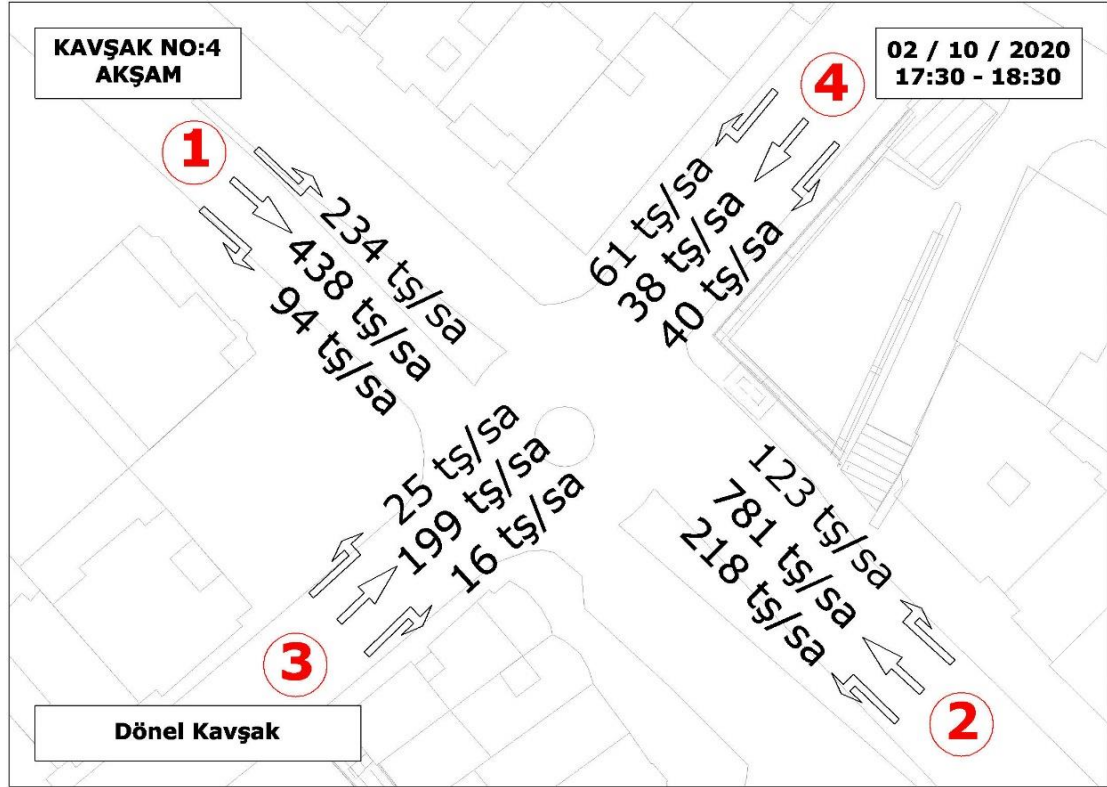 KAVŞAK NO:4
AKŞAM
02 / 10 / 2020
17:30 - 18:30
1
234 tş/sa
438 tş/sa
94 tş/sa
4
61 tş/sa
38 tş/sa
40 tş/sa
25 tş/sa
199 tş/sa
16 tş/sa
3
123 tş/sa
781 tş/sa
218 tş/sa
2
Dönel Kavşak